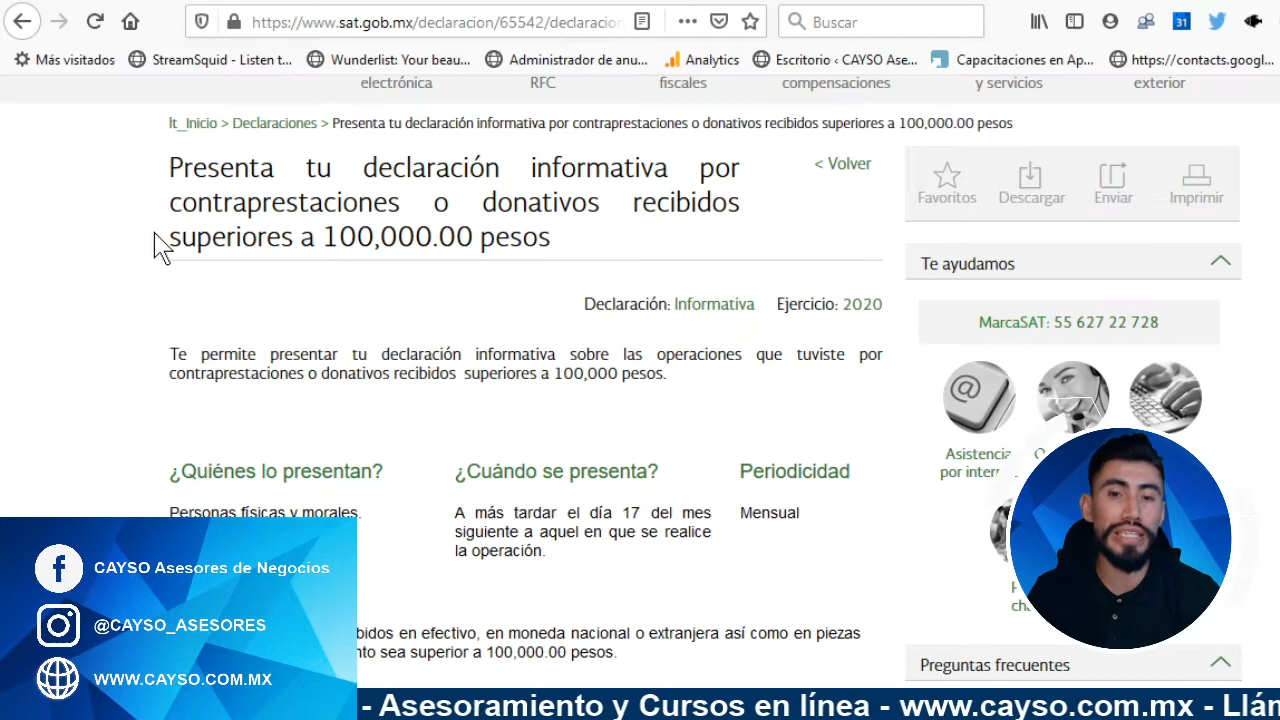 https://www.sat.gob.mx/declaracion/65542/declaracion
Buscar
31
Más visitados
StreamSquid - Listen t...
Wunderlist: Your beau...
Administrador de anu...
Analytics
Escritorio ‹ CAYSO Ase...
Capacitaciones en Ap...
https://contacts.googl...
electrónica
RFC
fiscales
compensaciones
y servicios
exterior
lt_Inicio > Declaraciones > Presenta tu declaración informativa por contraprestaciones o donativos recibidos superiores a 100,000.00 pesos
Presenta tu declaración informativa por
contraprestaciones o donativos recibidos
superiores a 100,000.00 pesos
< Volver
Favoritos
Descargar
Enviar
Imprimir
Te ayudamos
Declaración: Informativa Ejercicio: 2020
MarcaSAT: 55 627 22 728
Te permite presentar tu declaración informativa sobre las operaciones que tuviste por
contraprestaciones o donativos recibidos superiores a 100,000 pesos.
@
Asistencia
por inter
¿Quiénes lo presentan?
Personas físicas y morales.
¿Cuándo se presenta?
A más tardar el día 17 del mes
siguiente a aquel en que se realice
la operación.
Periodicidad
Mensual
CAYSO Asesores de Negocios
@CAYSO_ASESORES
WWW.CAYSO.COM.MX
bidos en efectivo, en moneda nacional o extranjera así como en piezas
nto sea superior a 100,000.00 pesos.
Preguntas frecuentes
- Asesoramiento y Cursos en línea - www.cayso.com.mx - Llán